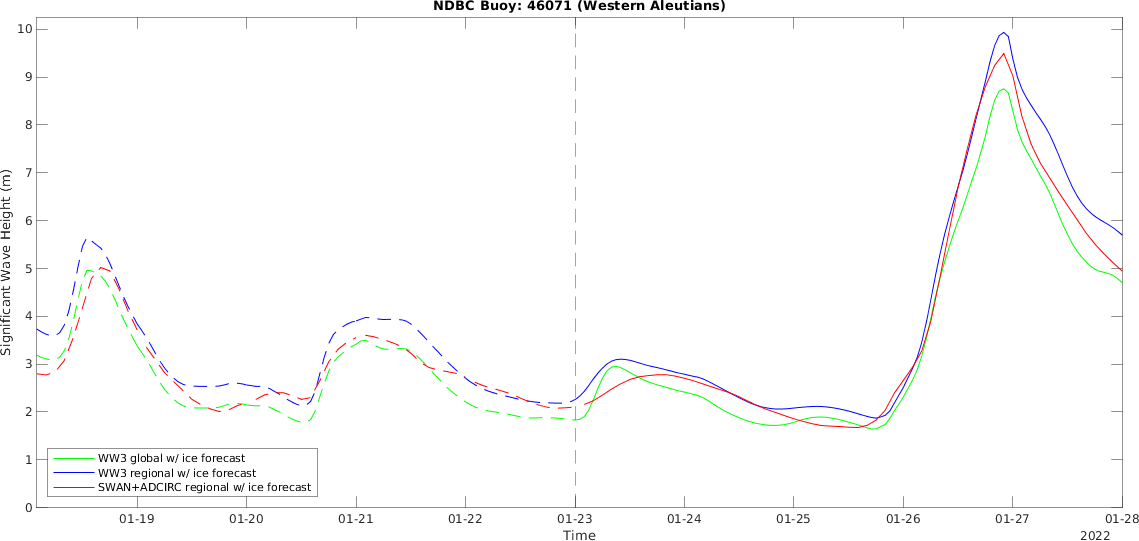 NDBC Buoy: 46071 (Western Aleutians)
10
9
8
7
6
5
4
3
2
1
0
Significant Wave Height (m)
WW3 global w/ ice forecast
WW3 regional w/ ice forecast
SWAN+ADCIRC regional w/ ice forecast
01-19 01-20 01-21 01-22 01-23 01-24 01-25 01-26 01-27 01-28
Time
2022